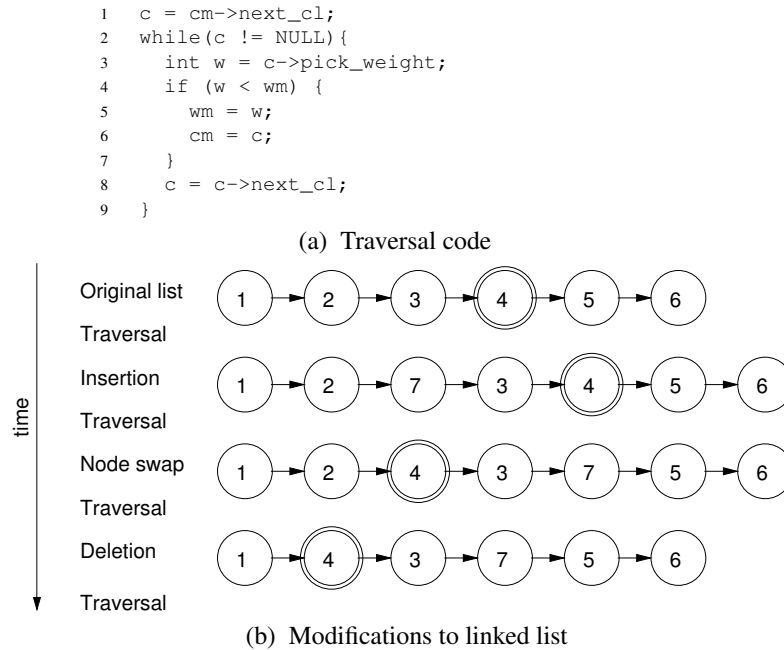 1 c = cm->next_cl;
2 while(c != NULL){
3 int w = c->pick_weight;
4 if (w < wm) {
5 wm = w;
6 cm = c;
7 }
8 c = c->next_cl;
9 }
(a) Traversal code
time
Original list 1 2 3 4 5 6
Traversal
Insertion 1 2 7 3 4 5 6
Traversal
Node swap 1 2 4 3 7 5 6
Traversal
Deletion 1 4 3 7 5 6
Traversal
(b) Modifications to linked list